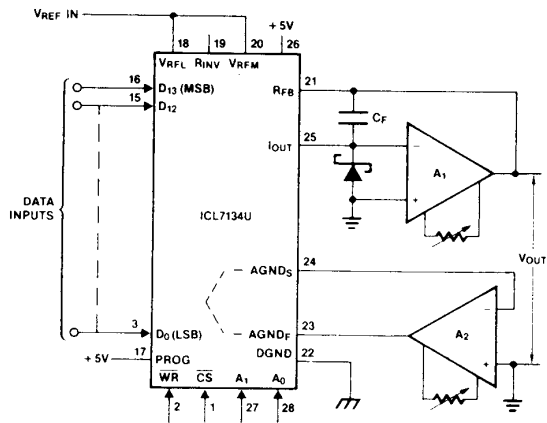 VREF IN
+5V
18
19
20
26
VRFL
RINV
VRFM
16
D13 (MSB)
15
D12
RFB
21
CF
IOUT
25
−
+
A1
DATA
INPUTS
ICL7134U
VOUT
AGNDS
24
3
D0 (LSB)
AGNDF
23
−
+
A2
+5V
17
PROG
DGND
22
WR
CS
A1
A0
2
1
27
28